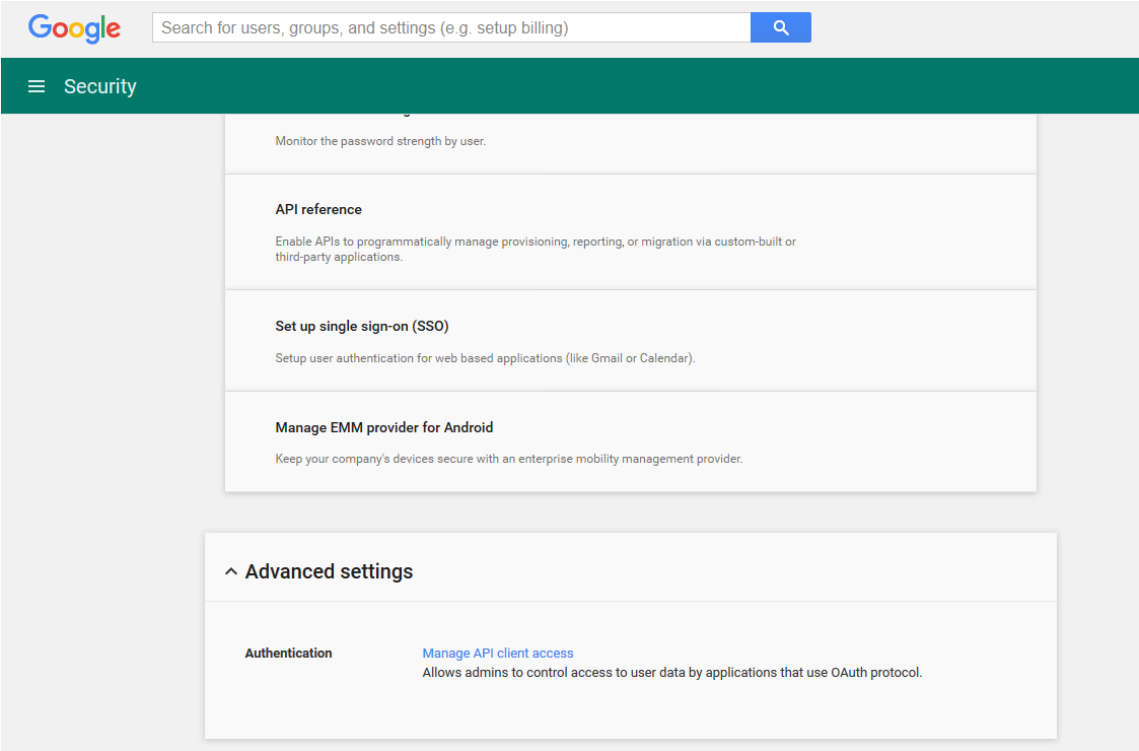 Google
Search for users, groups, and settings (e.g. setup billing)
Security
Monitor the password strength by user.
API reference
Enable APIs to programmatically manage provisioning, reporting, or migration via custom-built or
third-party applications.
Set up single sign-on (SSO)
Setup user authentication for web based applications (like Gmail or Calendar).
Manage EMM provider for Android
Keep your company's devices secure with an enterprise mobility management provider.
Advanced settings
Authentication Manage API client access
Allows admins to control access to user data by applications that use OAuth protocol.